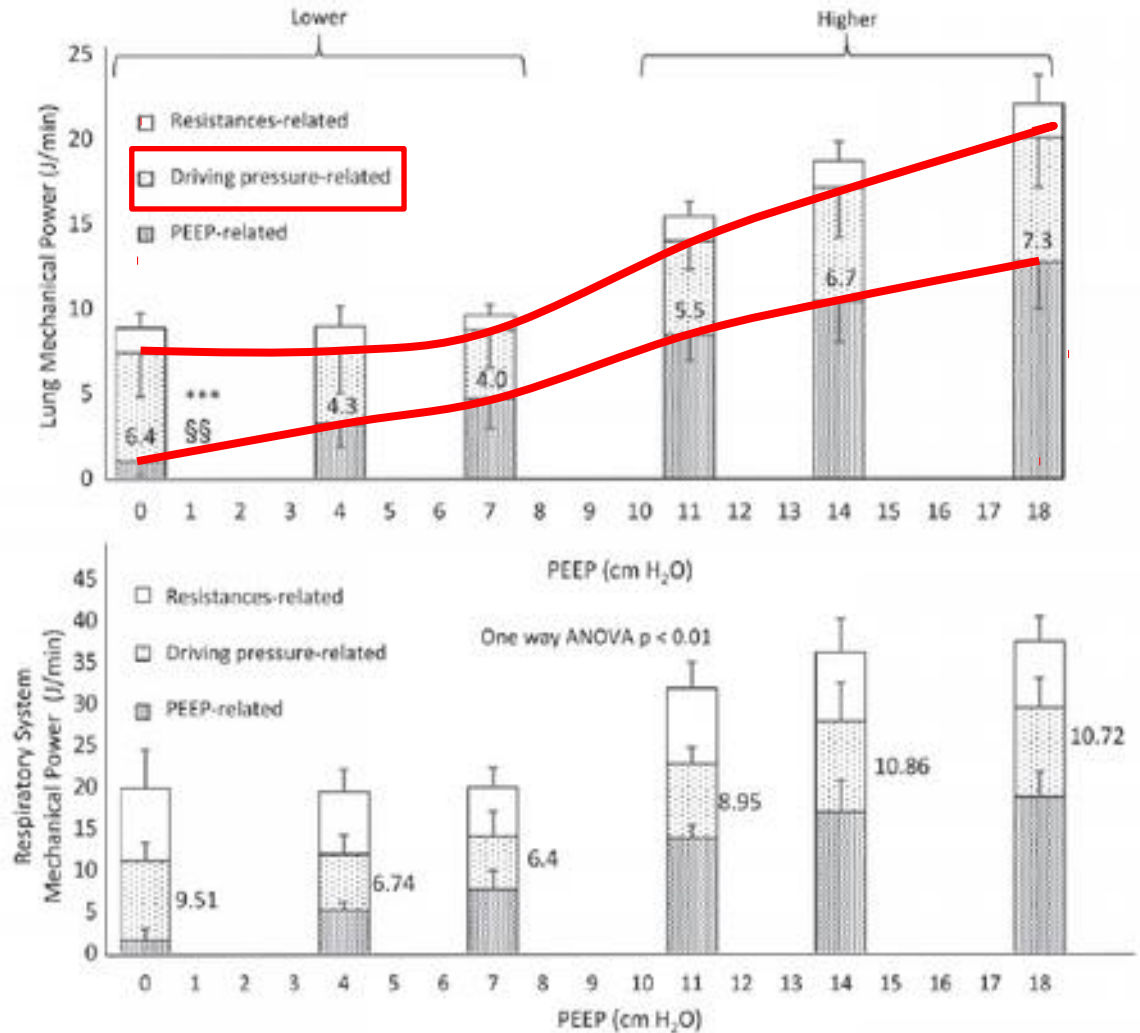 Lower
Higher
Lung Mechanical Power (J/min)
25
20
15
10
5
0
Resistances-related
Driving pressure-related
PEEP-related
6.4
***
§§
4.3
4.0
5.5
6.7
7.3
0 1 2 3 4 5 6 7 8 9 10 11 12 13 14 15 16 17 18
PEEP (cm H₂O)
Respiratory System
Mechanical Power (J/min)
45
40
35
30
25
20
15
10
5
0
Resistances-related
Driving pressure-related
PEEP-related
One way ANOVA p < 0.01
9.51
6.74
6.4
8.95
10.86
10.72
0 1 2 3 4 5 6 7 8 9 10 11 12 13 14 15 16 17 18
PEEP (cm H₂O)